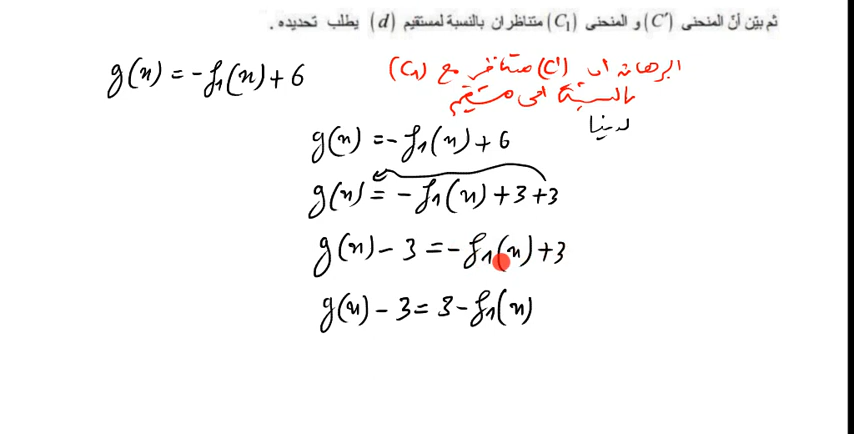 ثم بيّن أنّ المنحنى (C′) و المنحنى (C₁) متناظران بالنسبة لمستقيم (d) يطلب تحديده .
البرهان ان (C') متناظر مع (C₁)
بالنسبة الى مستقيم
g(x) = -f₁(x) + 6
لدينا
g(x) = - f₁(x) + 6
g(x) = - f₁(x) + 3 + 3
g(x) - 3 = - f₁(x) + 3
g(x) - 3 = 3 - f₁(x)